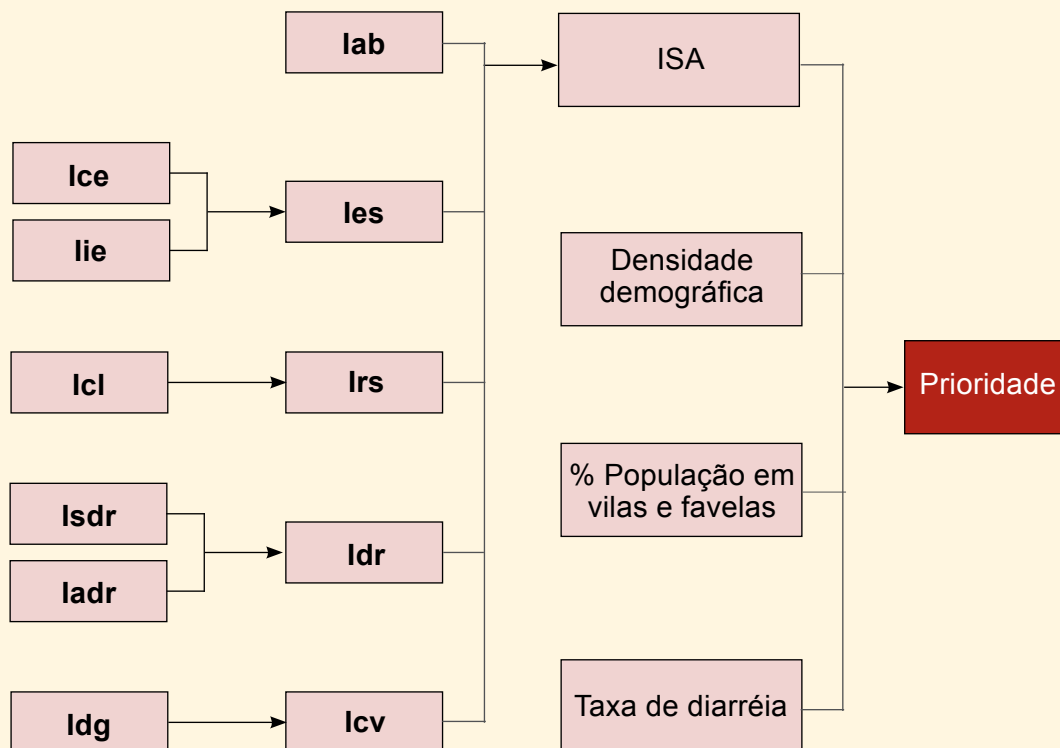 Iab
ISA
Ice
Iie
Ies
Densidade
demográfica
Icl
Irs
Prioridade
% População em
vilas e favelas
Isdr
Iadr
Idr
Idg
Icv
Taxa de diarréia